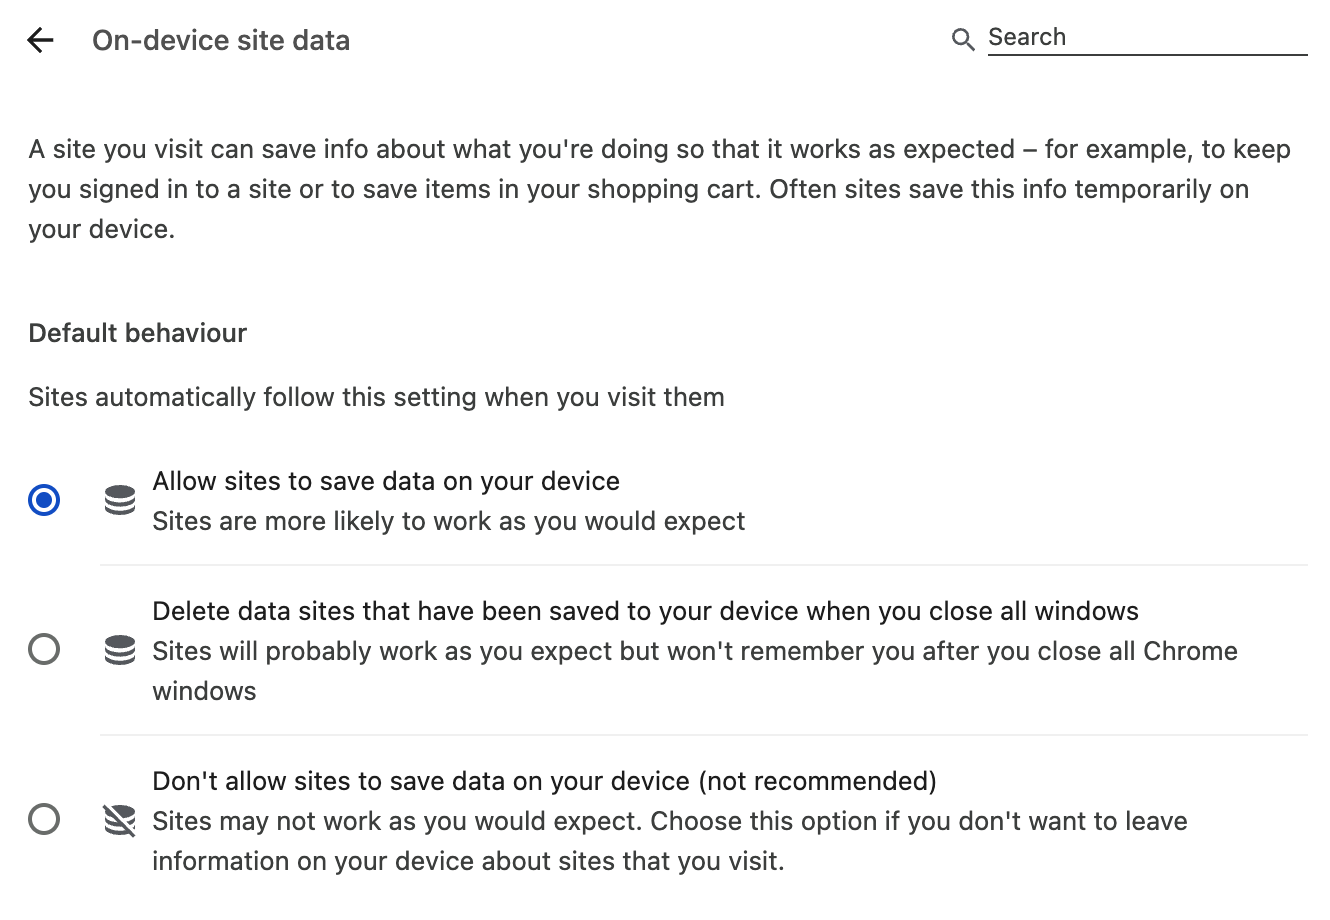 On-device site data
Search
A site you visit can save info about what you're doing so that it works as expected – for example, to keep
you signed in to a site or to save items in your shopping cart. Often sites save this info temporarily on
your device.
Default behaviour
Sites automatically follow this setting when you visit them
Allow sites to save data on your device
Sites are more likely to work as you would expect
Delete data sites that have been saved to your device when you close all windows
Sites will probably work as you expect but won't remember you after you close all Chrome
windows
Don't allow sites to save data on your device (not recommended)
Sites may not work as you would expect. Choose this option if you don't want to leave
information on your device about sites that you visit.